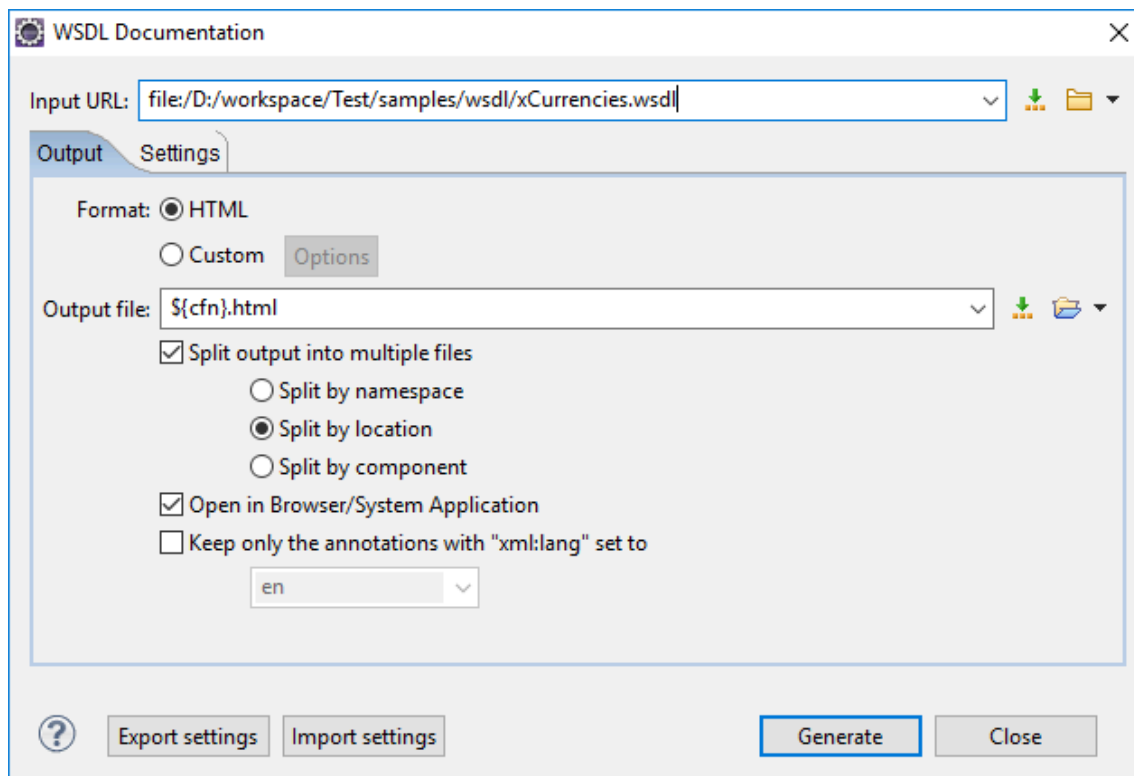 WSDL Documentation
Input URL: file:/D:/workspace/Test/samples/wsdl/xCurrencies.wsdl
Output Settings
Format: HTML
Custom Options
Output file: ${cfn}.html
Split output into multiple files
Split by namespace
Split by location
Split by component
Open in Browser/System Application
Keep only the annotations with "xml:lang" set to
en
? Export settings Import settings Generate Close